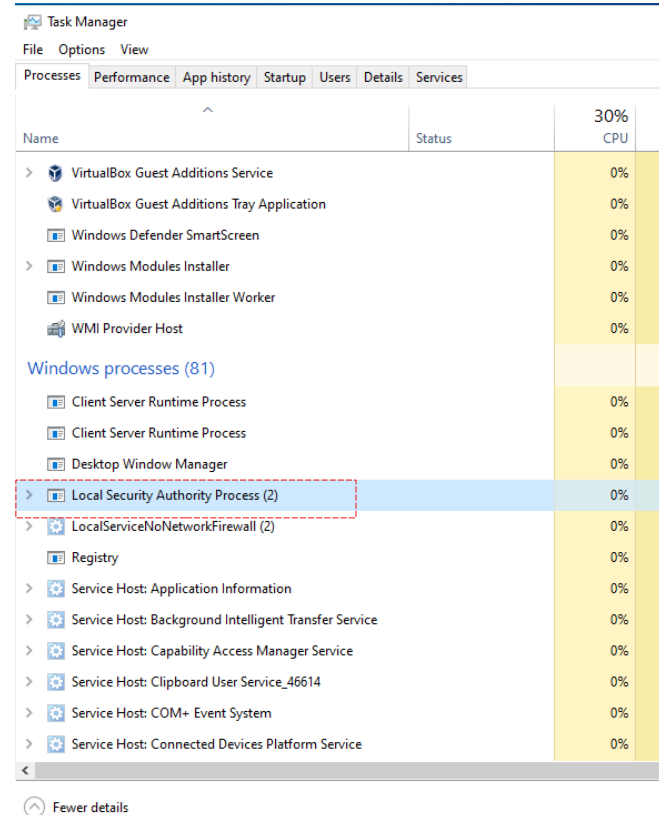 Task Manager
File Options View
Processes Performance App history Startup Users Details Services
30%
Name Status CPU
VirtualBox Guest Additions Service 0%
VirtualBox Guest Additions Tray Application 0%
Windows Defender SmartScreen 0%
Windows Modules Installer 0%
Windows Modules Installer Worker 0%
WMI Provider Host 0%
Windows processes (81)
Client Server Runtime Process 0%
Client Server Runtime Process 0%
Desktop Window Manager 0%
Local Security Authority Process (2) 0%
LocalServiceNoNetworkFirewall (2) 0%
Registry 0%
Service Host: Application Information 0%
Service Host: Background Intelligent Transfer Service 0%
Service Host: Capability Access Manager Service 0%
Service Host: Clipboard User Service_46614 0%
Service Host: COM+ Event System 0%
Service Host: Connected Devices Platform Service 0%
Fewer details